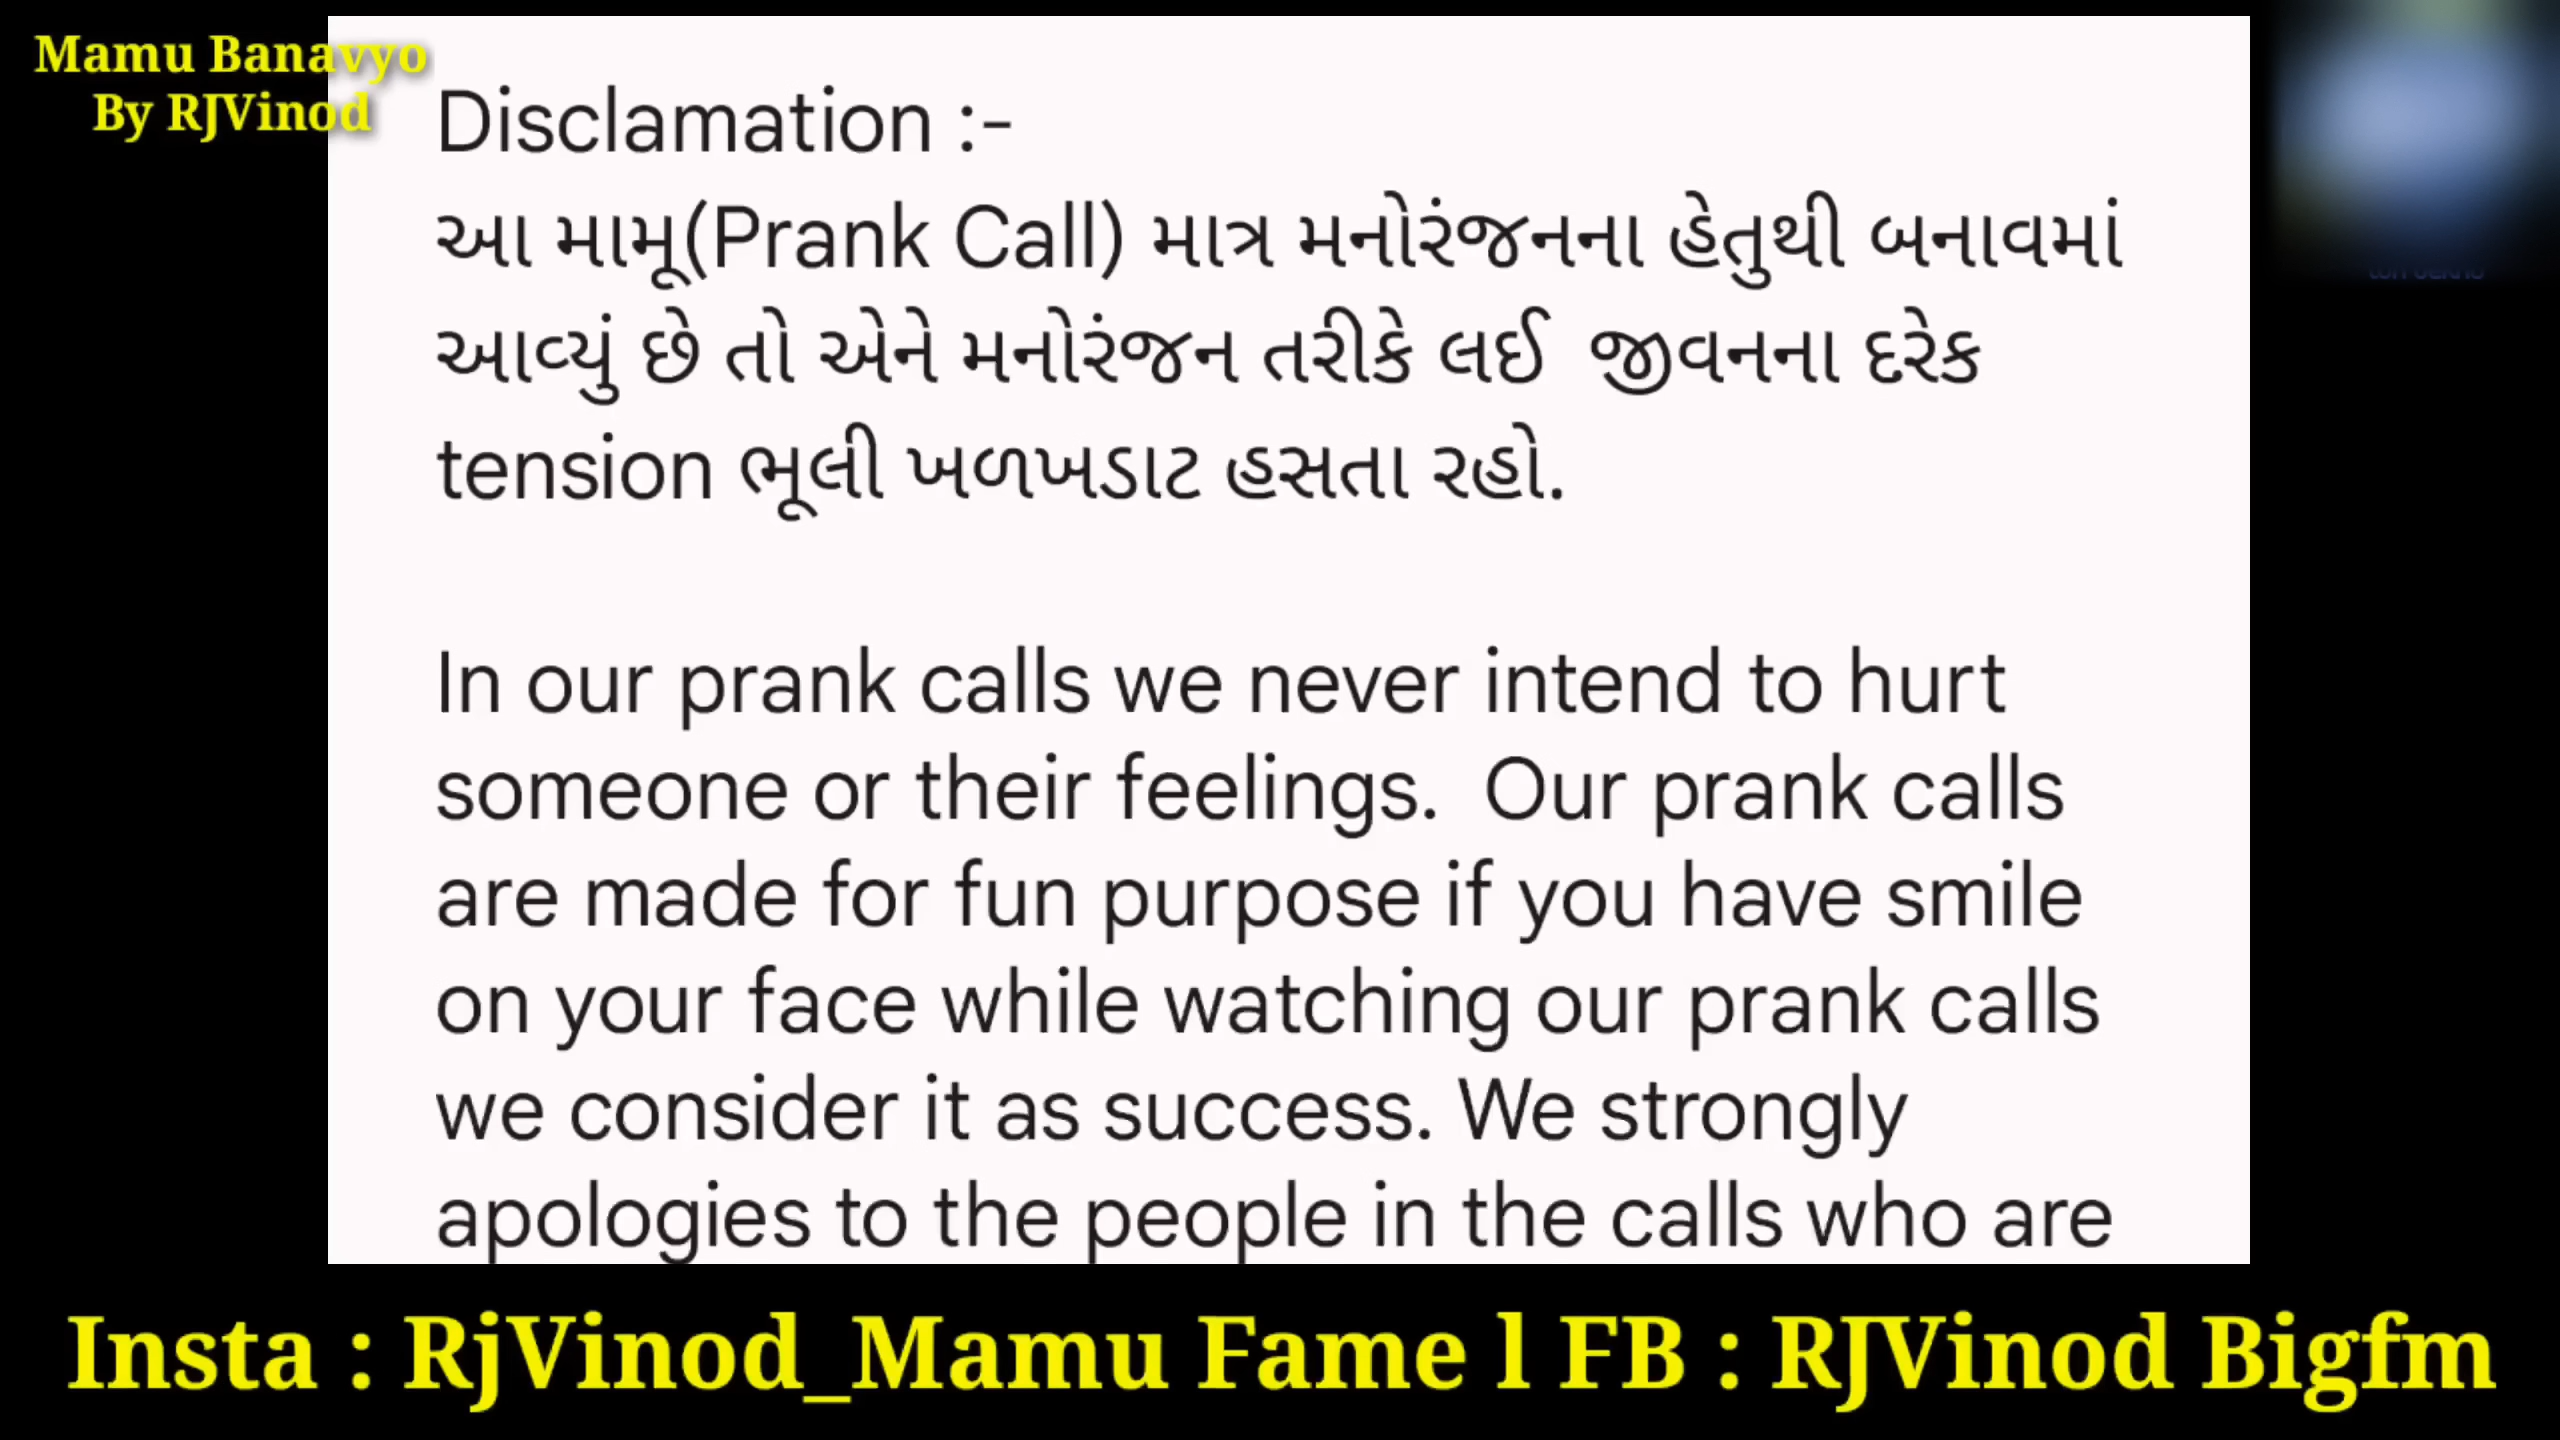 Mamu Banavyo
By RJVinod
Disclamation :-
આ મામૂ(Prank Call) માત્ર મનોરંજનના હેતુથી બનાવમાં
આવ્યું છે તો એને મનોરંજન તરીકે લઈ જીવનના દરેક
tension ભૂલી ખળખડાટ હસતા રહો.
In our prank calls we never intend to hurt
someone or their feelings. Our prank calls
are made for fun purpose if you have smile
on your face while watching our prank calls
we consider it as success. We strongly
apologies to the people in the calls who are
Insta : RjVinod_Mamu Fame l FB : RJVinod Bigfm